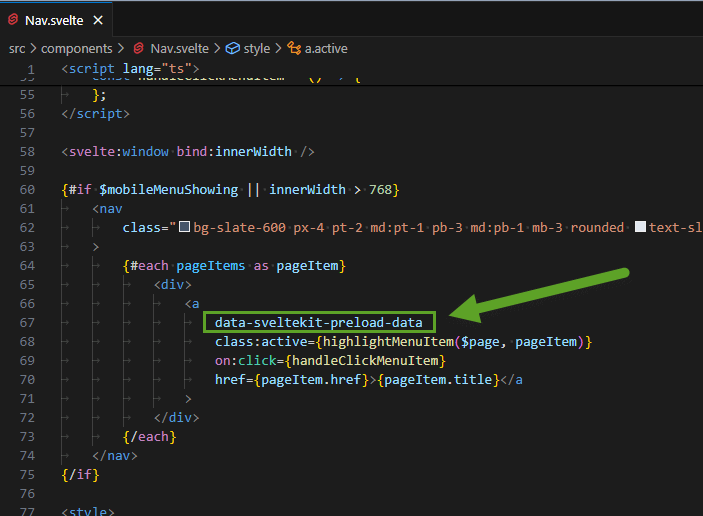 Nav.svelte
src > components > Nav.svelte > style > a.active
1 <script lang="ts">
55 };
56 </script>
57
58 <svelte:window bind:innerWidth />
59
60 {#if $mobileMenuShowing || innerWidth > 768}
61 <nav
62 class="bg-slate-600 px-4 pt-2 md:pt-1 pb-3 md:pb-1 mb-3 rounded text-sl
63 >
64 {#each pageItems as pageItem}
65 <div>
66 <a
67 data-sveltekit-preload-data
68 class:active={highlightMenuItem($page, pageItem)}
69 on:click={handleClickMenuItem}
70 href={pageItem.href}>{pageItem.title}</a
71 >
72 </div>
73 {/each}
74 </nav>
75 {/if}
76
77 <style>